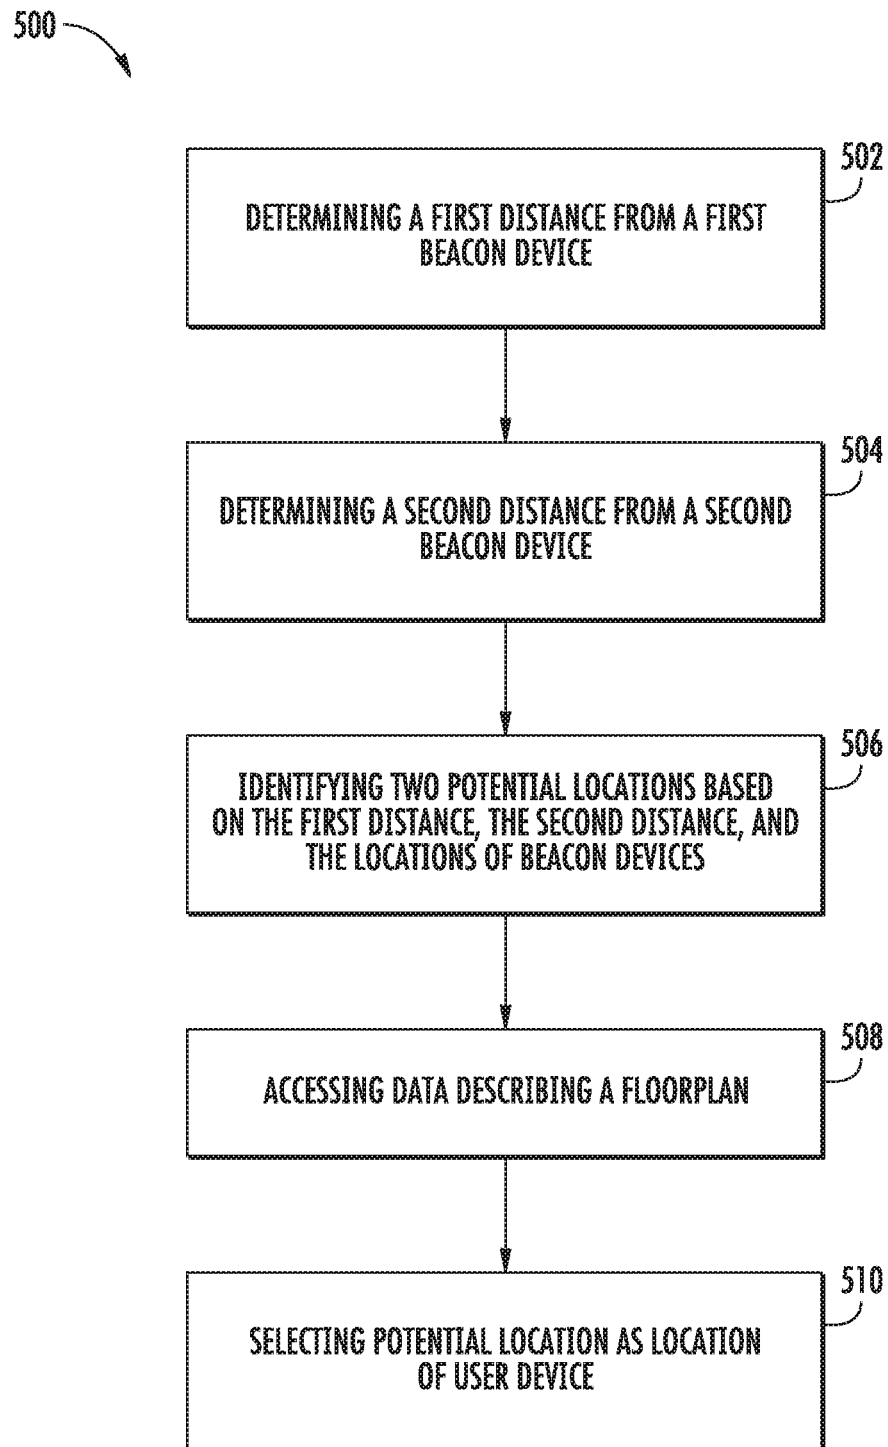 500
502
DETERMINING A FIRST DISTANCE FROM A FIRST
BEACON DEVICE
504
DETERMINING A SECOND DISTANCE FROM A SECOND
BEACON DEVICE
506
IDENTIFYING TWO POTENTIAL LOCATIONS BASED
ON THE FIRST DISTANCE, THE SECOND DISTANCE, AND
THE LOCATIONS OF BEACON DEVICES
508
ACCESSING DATA DESCRIBING A FLOORPLAN
510
SELECTING POTENTIAL LOCATION AS LOCATION
OF USER DEVICE